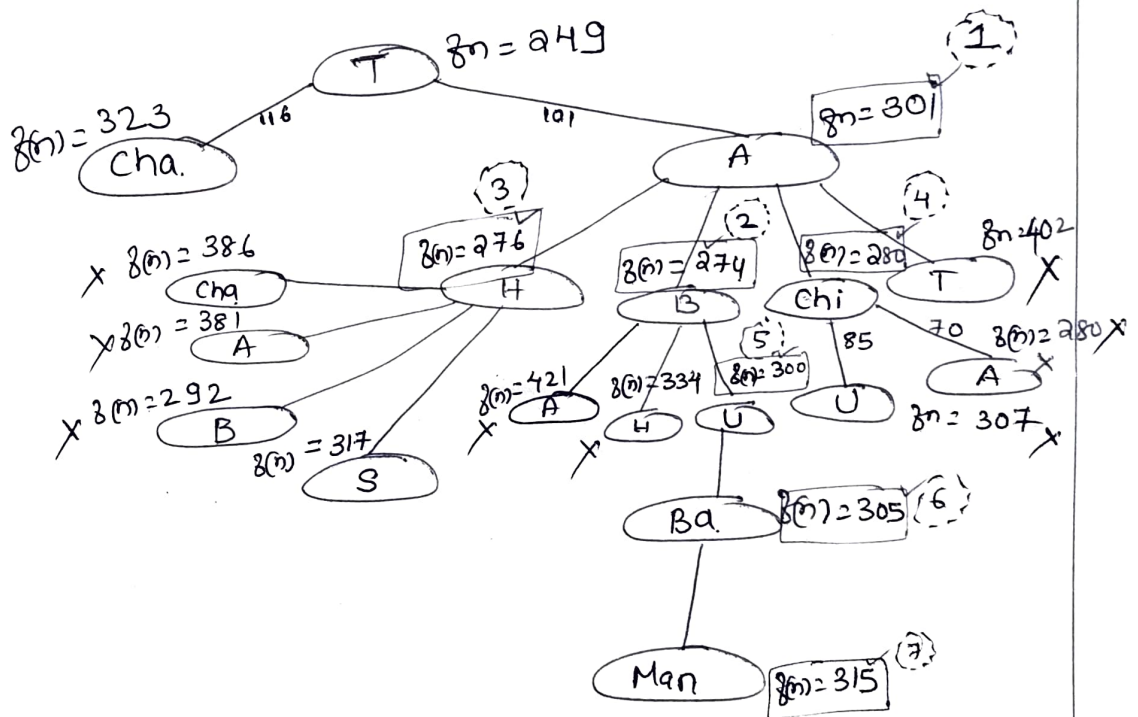 T
fn = 249
1
116
101
fn = 301
f(n) = 323
Cha.
A
3
2
4
f(n) = 276
f(n) = 274
f(n) = 280
fn = 402
X f(n) = 386
Cha
H
B
Chi
T
X
X f(n) = 381
A
5
85
70
f(n) = 280 X
X f(n) = 292
B
f(n) = 421
A
X
f(n) = 334
H
X
f(n) = 300
U
U
A
X
fn = 307 X
f(n) = 317
S
Ba.
f(n) = 305
6
Man
f(n) = 315
7